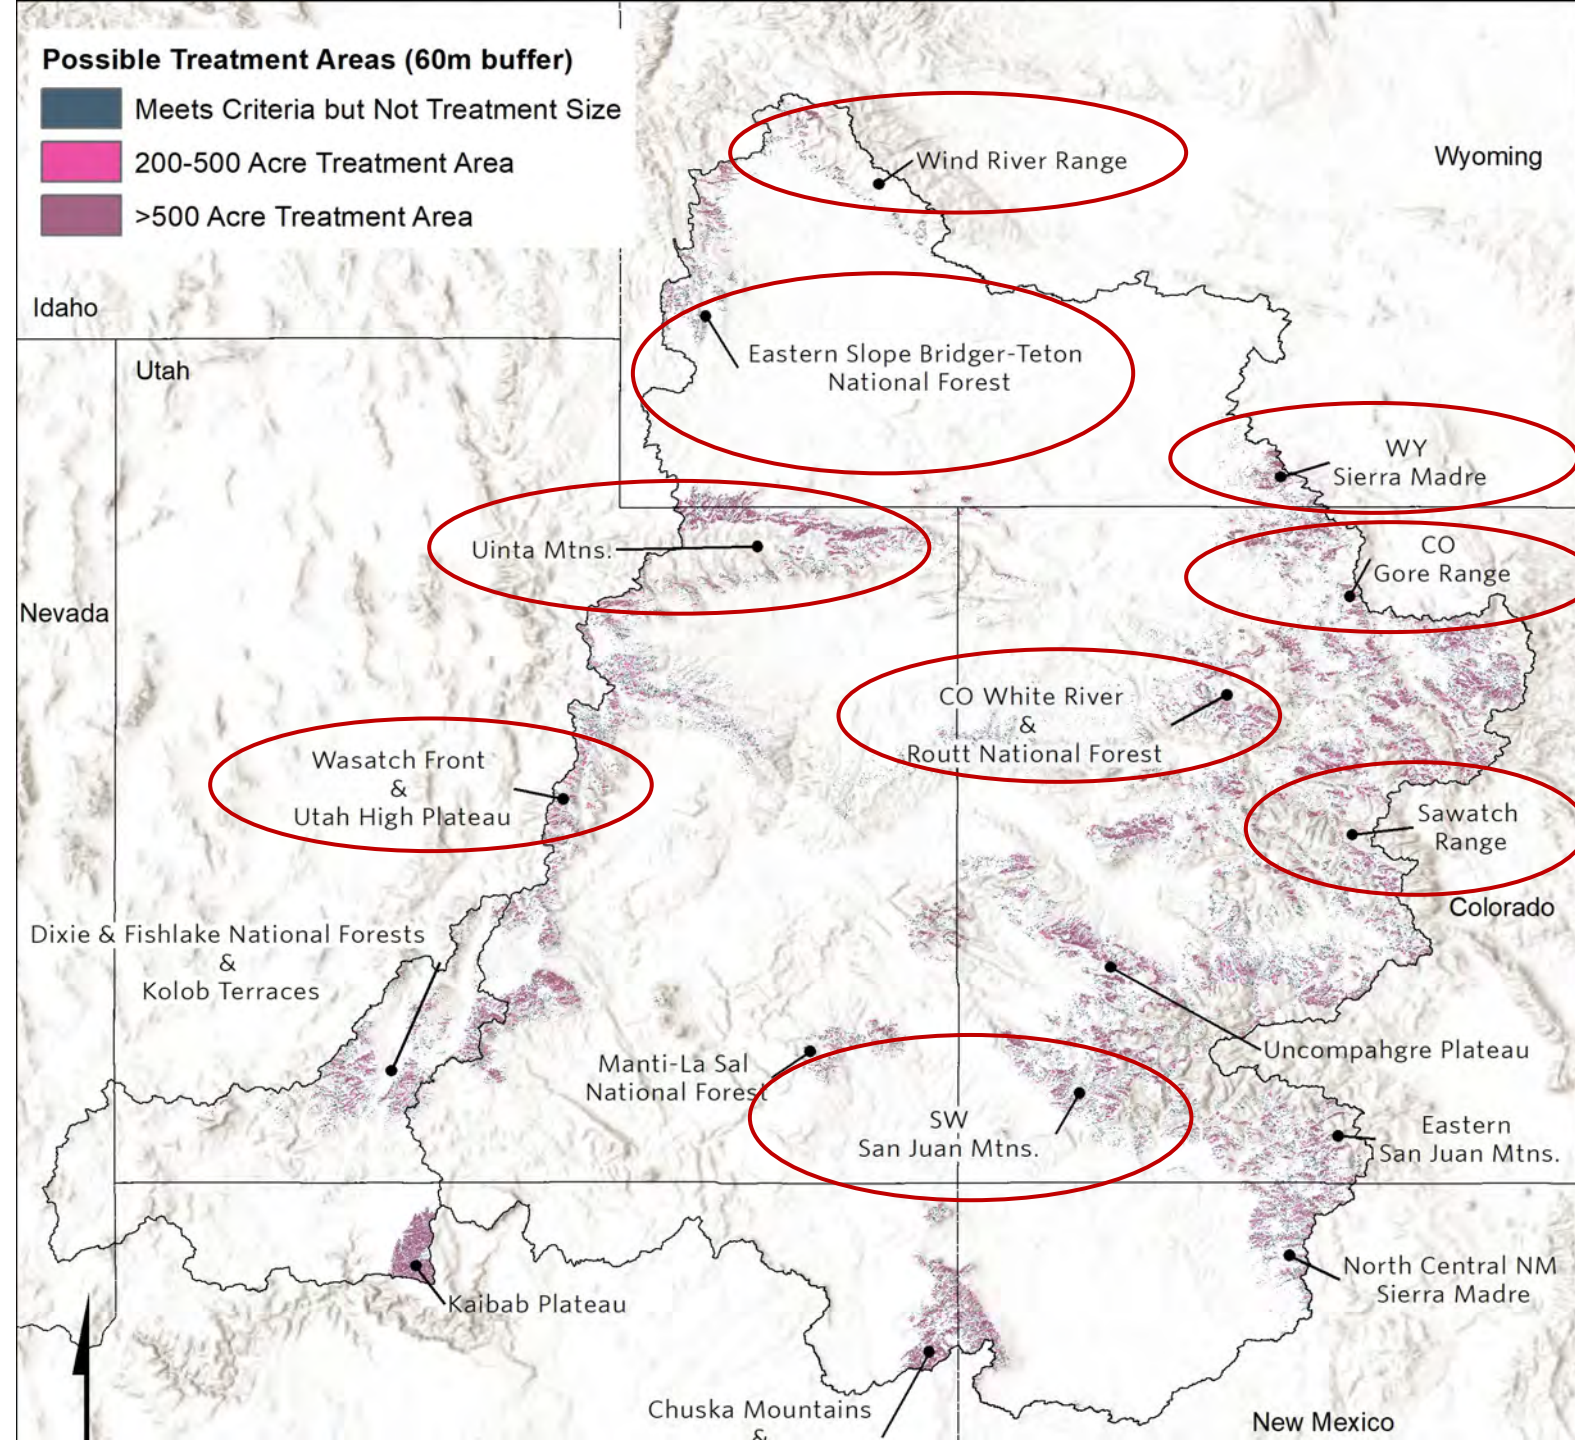 Possible Treatment Areas (60m buffer)
Meets Criteria but Not Treatment Size
200-500 Acre Treatment Area
>500 Acre Treatment Area
Wind River Range
Wyoming
Idaho
Eastern Slope Bridger-Teton
National Forest
Utah
WY
Sierra Madre
Uinta Mtns.
CO
Gore Range
Nevada
CO White River
&
Routt National Forest
Wasatch Front
&
Utah High Plateau
Sawatch
Range
Colorado
Dixie & Fishlake National Forests
&
Kolob Terraces
Uncompahgre Plateau
Manti-La Sal
National Forest
SW
San Juan Mtns.
Eastern
San Juan Mtns.
North Central NM
Sierra Madre
Kaibab Plateau
Chuska Mountains
&
New Mexico